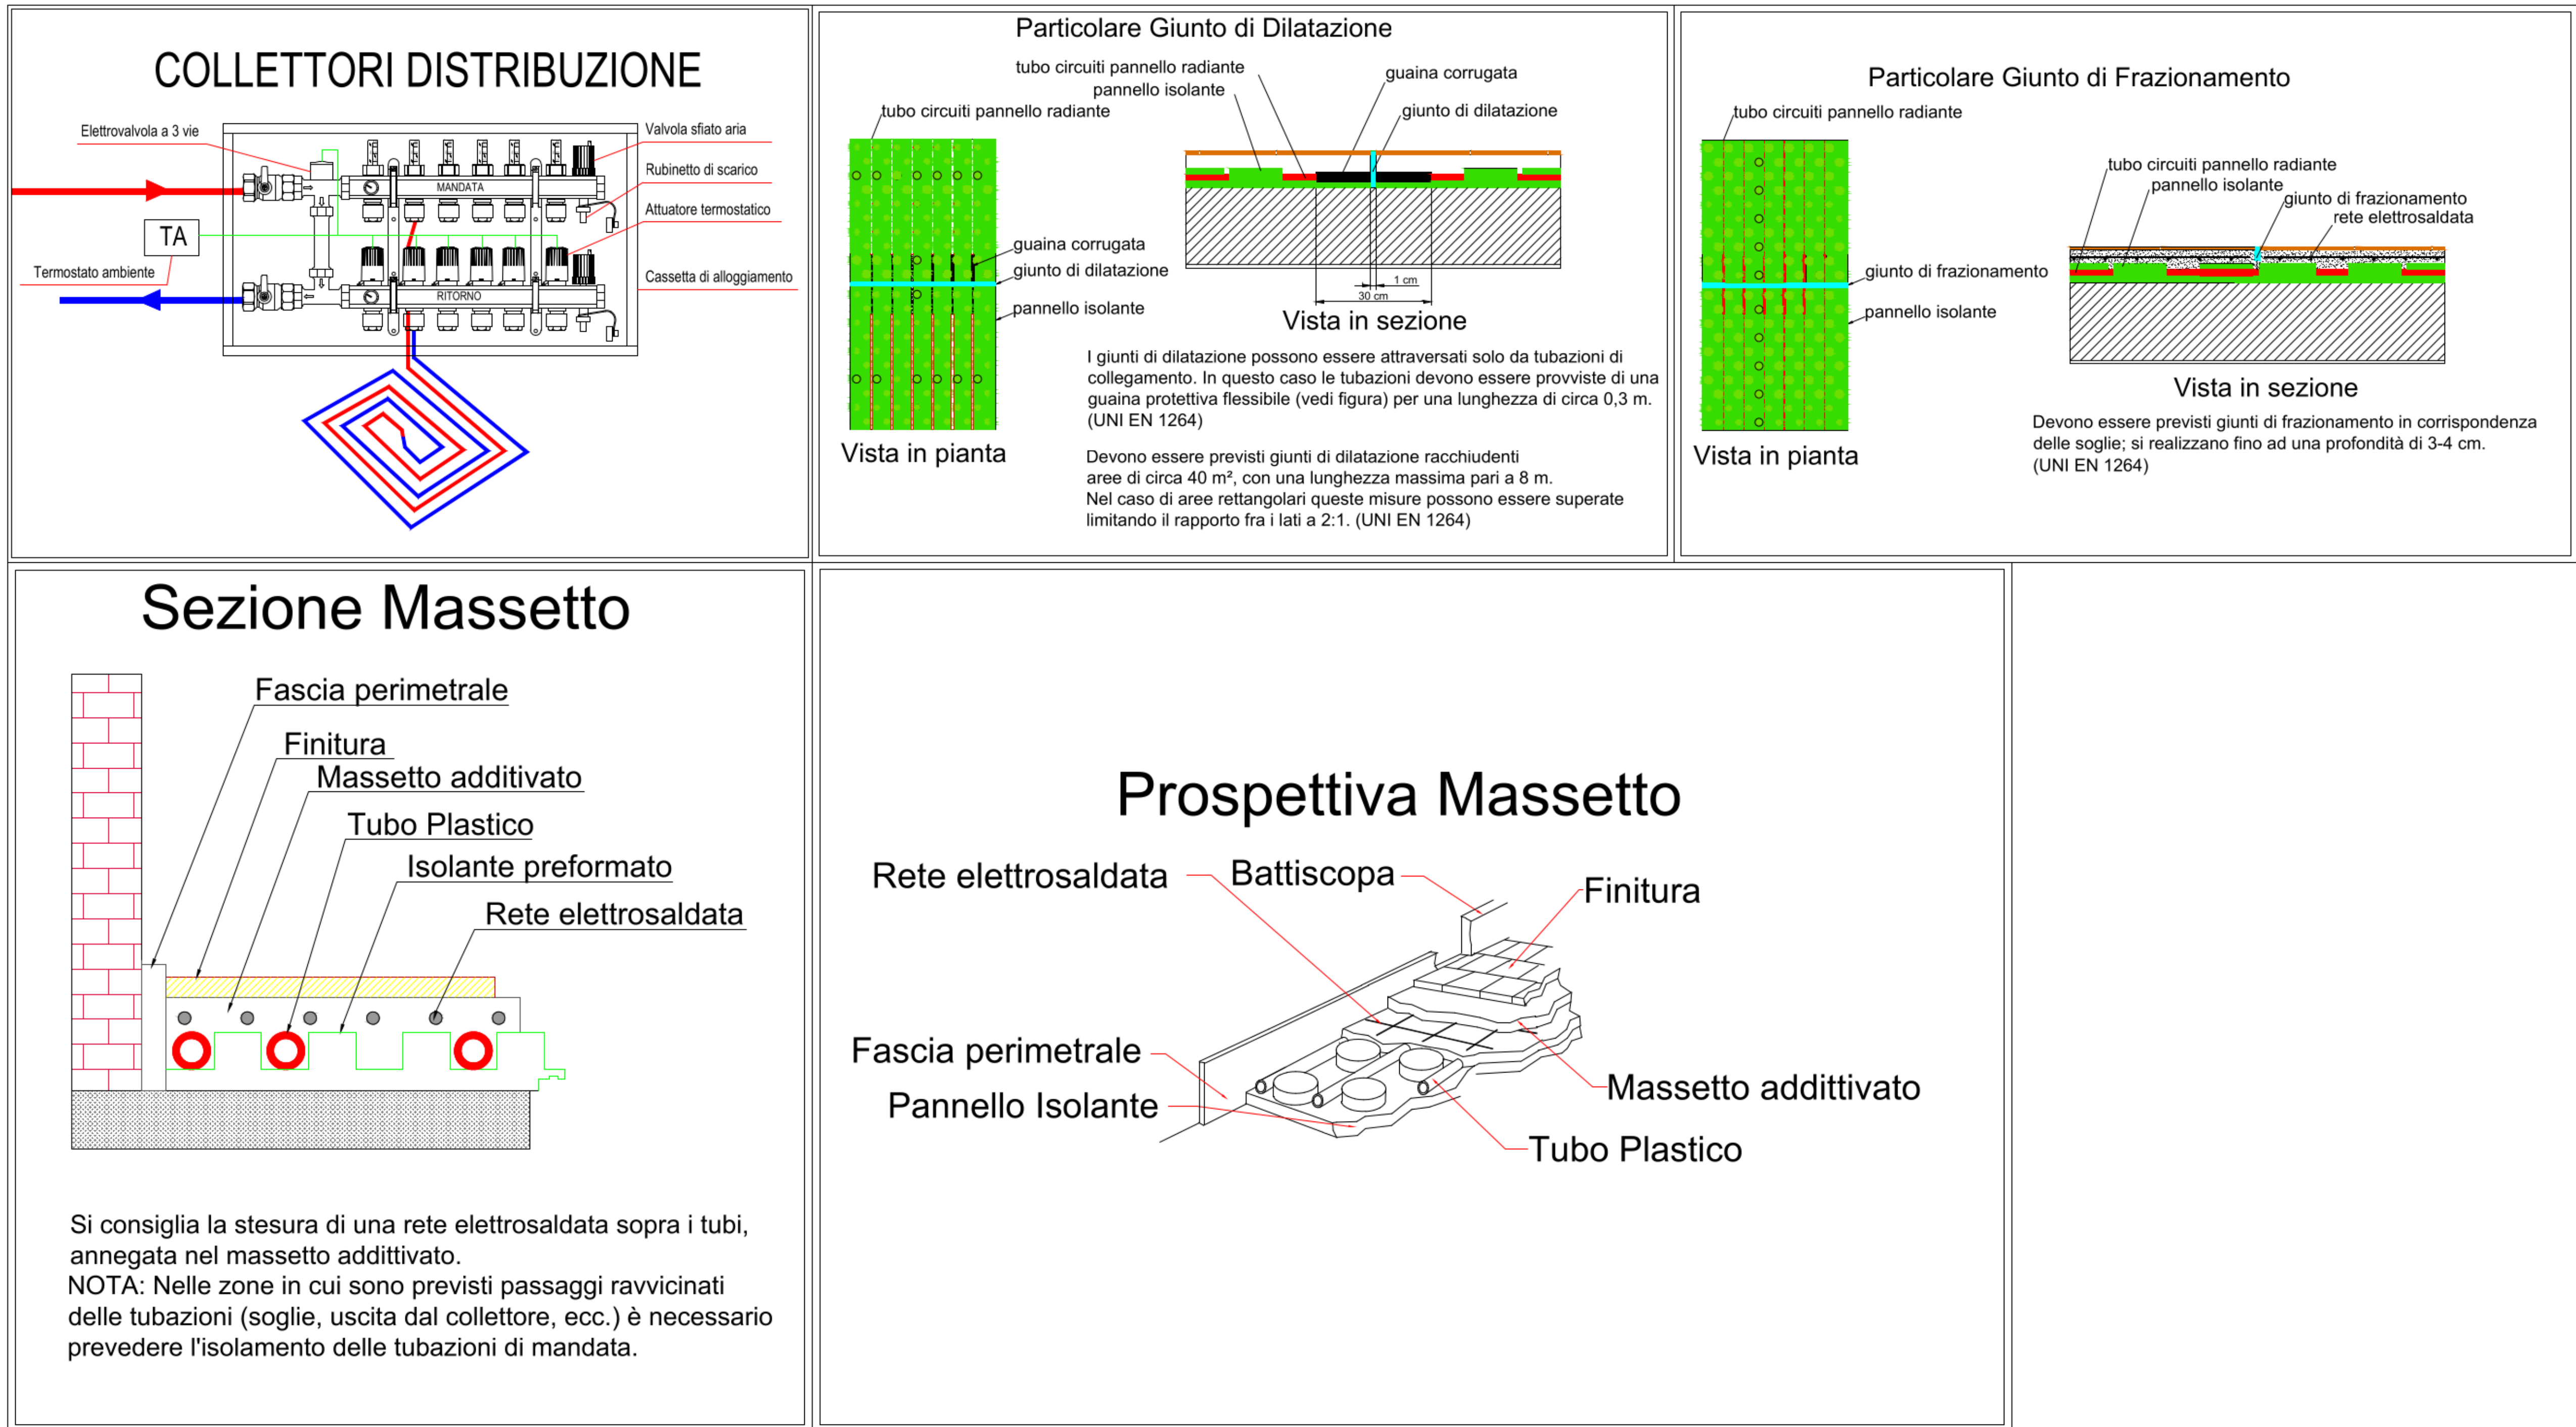 COLLETTORI DISTRIBUZIONE
Elettrovalvola a 3 vie
Valvola sfiato aria
Rubinetto di scarico
MANDATA
Attuatore termostatico
TA
Termostato ambiente
Cassetta di alloggiamento
RITORNO
Particolare Giunto di Dilatazione
tubo circuiti pannello radiante
pannello isolante
guaina corrugata
tubo circuiti pannello radiante
giunto di dilatazione
guaina corrugata
giunto di dilatazione
pannello isolante
1 cm
30 cm
Vista in sezione
Vista in pianta
I giunti di dilatazione possono essere attraversati solo da tubazioni di
collegamento. In questo caso le tubazioni devono essere provviste di una
guaina protettiva flessibile (vedi figura) per una lunghezza di circa 0,3 m.
(UNI EN 1264)
Devono essere previsti giunti di dilatazione racchiudenti
aree di circa 40 m², con una lunghezza massima pari a 8 m.
Nel caso di aree rettangolari queste misure possono essere superate
limitando il rapporto fra i lati a 2:1. (UNI EN 1264)
Particolare Giunto di Frazionamento
tubo circuiti pannello radiante
tubo circuiti pannello radiante
pannello isolante
giunto di frazionamento
rete elettrosaldata
giunto di frazionamento
pannello isolante
Vista in sezione
Vista in pianta
Devono essere previsti giunti di frazionamento in corrispondenza
delle soglie; si realizzano fino ad una profondità di 3-4 cm.
(UNI EN 1264)
Sezione Massetto
Fascia perimetrale
Finitura
Massetto additivato
Tubo Plastico
Isolante preformato
Rete elettrosaldata
Si consiglia la stesura di una rete elettrosaldata sopra i tubi,
annegata nel massetto addittivato.
NOTA: Nelle zone in cui sono previsti passaggi ravvicinati
delle tubazioni (soglie, uscita dal collettore, ecc.) è necessario
prevedere l'isolamento delle tubazioni di mandata.
Prospettiva Massetto
Rete elettrosaldata
Battiscopa
Finitura
Fascia perimetrale
Pannello Isolante
Massetto addittivato
Tubo Plastico